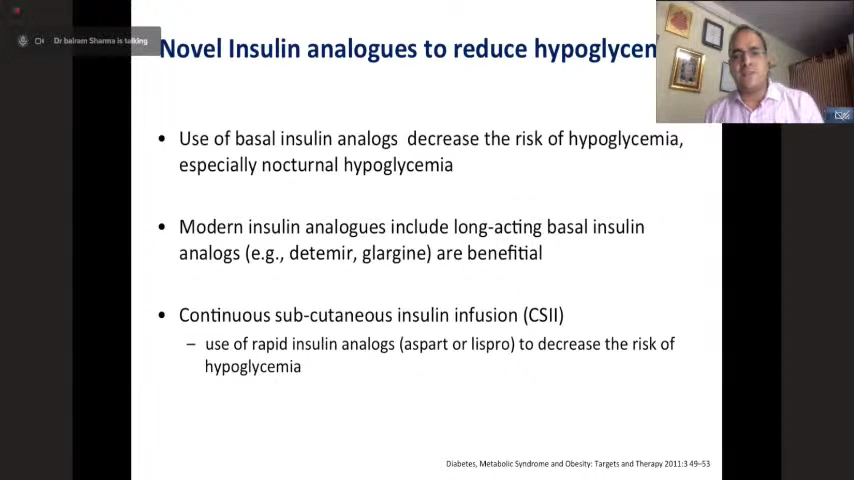 Dr balram Sharma is talking
Novel Insulin analogues to reduce hypoglycem
• Use of basal insulin analogs decrease the risk of hypoglycemia,
especially nocturnal hypoglycemia
• Modern insulin analogues include long-acting basal insulin
analogs (e.g., detemir, glargine) are benefitial
• Continuous sub-cutaneous insulin infusion (CSII)
– use of rapid insulin analogs (aspart or lispro) to decrease the risk of
hypoglycemia
Diabetes, Metabolic Syndrome and Obesity: Targets and Therapy 2011:3 49–53